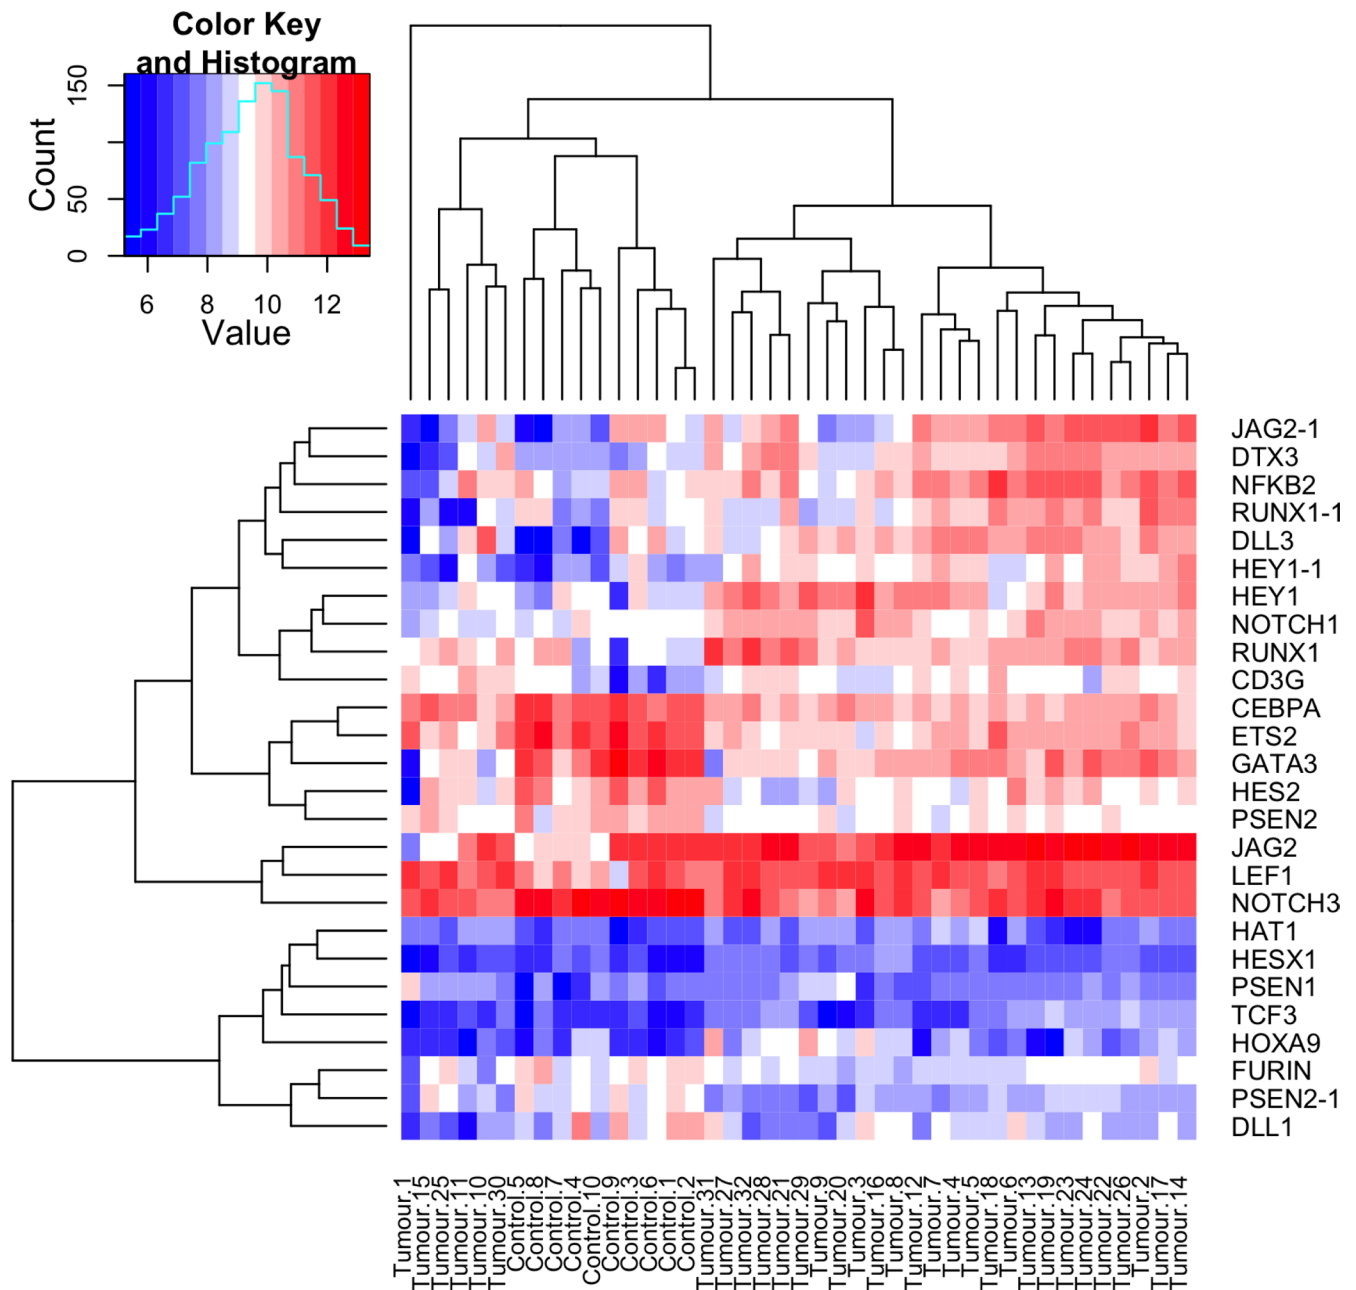 Color Key
and Histogram
Count
0
50
150
6 8 10 12
Value
JAG2-1
DTX3
NFKB2
RUNX1-1
DLL3
HEY1-1
HEY1
NOTCH1
RUNX1
CD3G
CEBPA
ETS2
GATA3
HES2
PSEN2
JAG2
LEF1
NOTCH3
HAT1
HESX1
PSEN1
TCF3
HOXA9
FURIN
PSEN2-1
DLL1
Tumour.1
Tumour.15
Tumour.25
Tumour.11
Tumour.10
Tumour.30
Control.5
Control.8
Control.7
Control.4
Control.10
Control.9
Control.3
Control.6
Control.1
Control.2
Tumour.31
Tumour.27
Tumour.32
Tumour.28
Tumour.21
Tumour.29
Tumour.9
Tumour.20
Tumour.3
Tumour.16
Tumour.8
Tumour.12
Tumour.7
Tumour.4
Tumour.5
Tumour.18
Tumour.6
Tumour.13
Tumour.19
Tumour.23
Tumour.24
Tumour.22
Tumour.26
Tumour.2
Tumour.17
Tumour.14